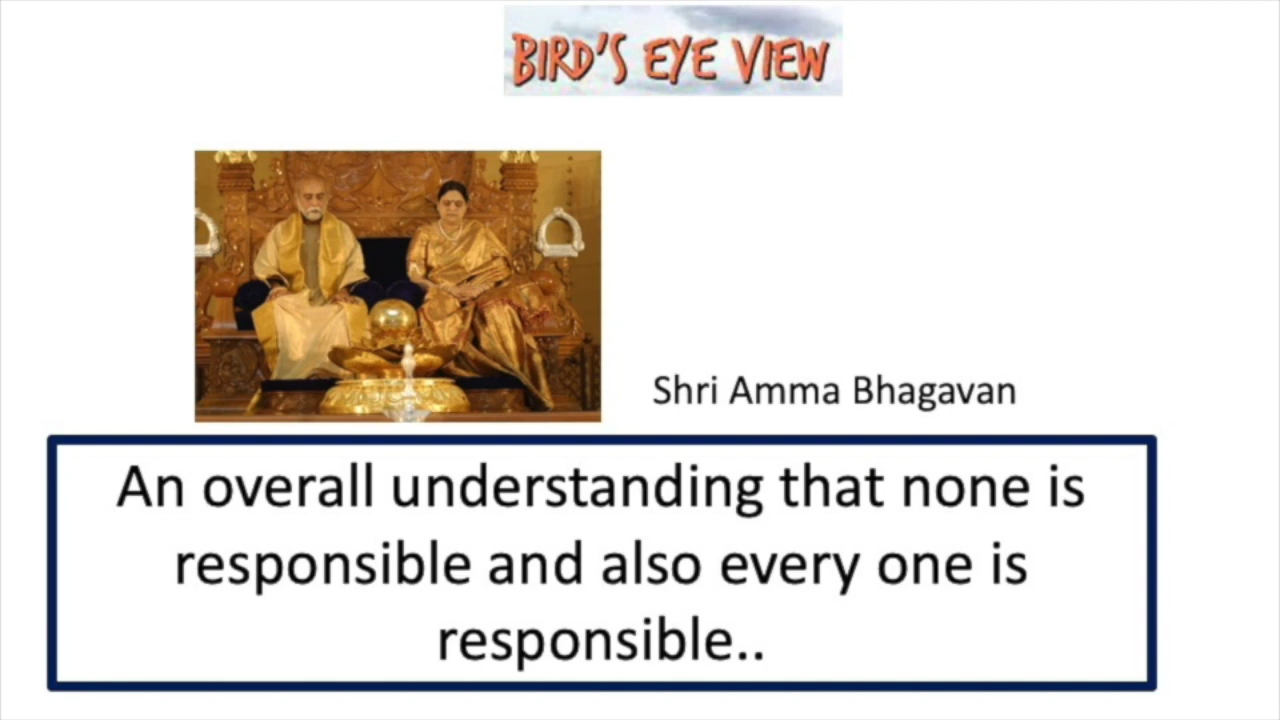 BIRD'S EYE VIEW
Shri Amma Bhagavan
An overall understanding that none is
responsible and also every one is
responsible..